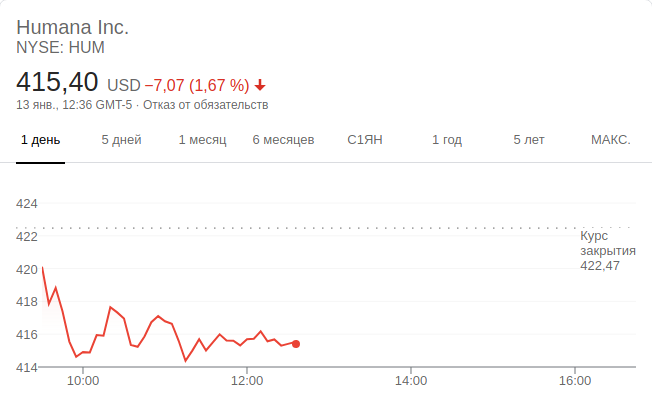 Humana Inc.
NYSE: HUM
415,40 USD −7,07 (1,67 %)
13 янв., 12:36 GMT-5 · Отказ от обязательств
1 день 5 дней 1 месяц 6 месяцев С1ЯН 1 год 5 лет МАКС.
424
422
420
418
416
414
Курс
закрытия
422,47
10:00 12:00 14:00 16:00